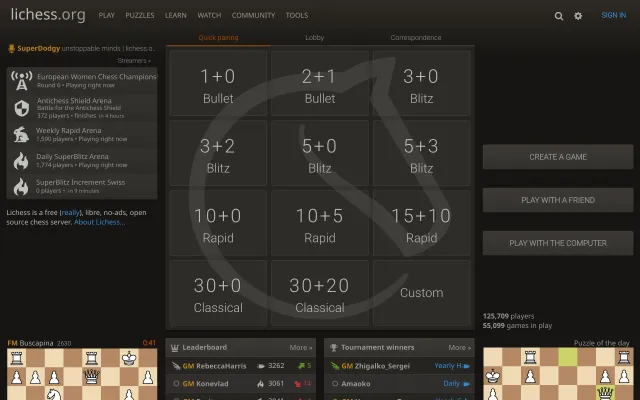 lichess.org
PLAY PUZZLES LEARN WATCH COMMUNITY TOOLS
SIGN IN
SuperDodgy unstoppable minds | lichess.o..
Streamers »
European Women Chess Champions
Round 6 • Playing right now
Antichess Shield Arena
Battle for the Antichess Shield
372 players • finishes in 4 hours
Weekly Rapid Arena
1,590 players • Playing right now
Daily SuperBlitz Arena
1,774 players • Playing right now
SuperBlitz Increment Swiss
0 players • in 9 minutes
Lichess is a free (really), libre, no-ads, open
source chess server. About Lichess...
Quick pairing Lobby Correspondence
1+0
Bullet
2+1
Bullet
3+0
Blitz
3+2
Blitz
5+0
Blitz
5+3
Blitz
10+0
Rapid
10+5
Rapid
15+10
Rapid
30+0
Classical
30+20
Classical
Custom
CREATE A GAME
PLAY WITH A FRIEND
PLAY WITH THE COMPUTER
125,709 players
55,099 games in play
FM Buscapina 2630 0:41
Leaderboard More »
GM RebeccaHarris 3262 5
GM Konevlad 3061
Tournament winners More »
GM Zhigalko_Sergei Yearly H
Amaoko Daily
Puzzle of the day